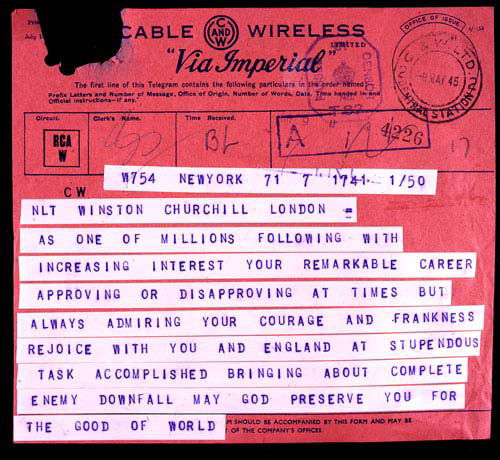 CABLE C AND W WIRELESS
LIMITED
"Via Imperial"
The first line of this Telegram contains the following particulars in the order named:
Prefix Letters and Number of Message, Office of Origin, Number of Words, Date, Time handed in and
Official instructions—if any.
OFFICE OF ISSUE
C. & W. LTD.
MAY 45
CENTRAL STATION
Circuit. Clerk's Name. Time Received.
RCA
W
BL
A
4226
17
W754 NEWYORK 71 7 1741 1/50
CW
NLT WINSTON CHURCHILL LONDON =
AS ONE OF MILLIONS FOLLOWING WITH
INCREASING INTEREST YOUR REMARKABLE CAREER
APPROVING OR DISAPPROVING AT TIMES BUT
ALWAYS ADMIRING YOUR COURAGE AND FRANKNESS
REJOICE WITH YOU AND ENGLAND AT STUPENDOUS
TASK ACCOMPLISHED BRINGING ABOUT COMPLETE
ENEMY DOWNFALL MAY GOD PRESERVE YOU FOR
THE GOOD OF WORLD
SHOULD BE ACCOMPANIED BY THIS FORM AND MAY BE
OF THE COMPANY'S OFFICES.